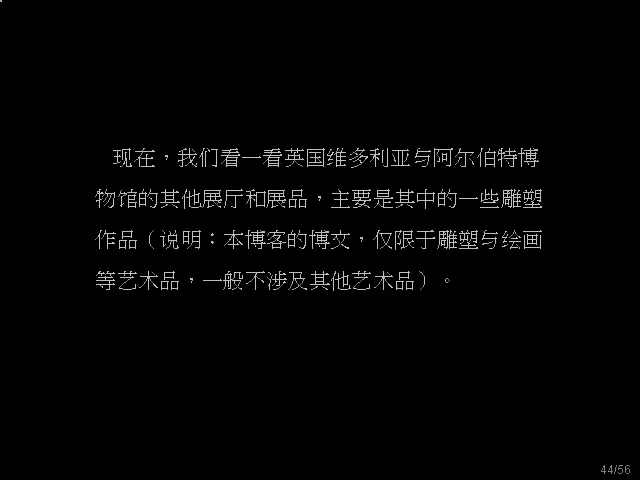 现在，我们看一看英国维多利亚与阿尔伯特博
物馆的其他展厅和展品，主要是其中的一些雕塑
作品（说明：本博客的博文，仅限于雕塑与绘画
等艺术品，一般不涉及其他艺术品）。
44/56